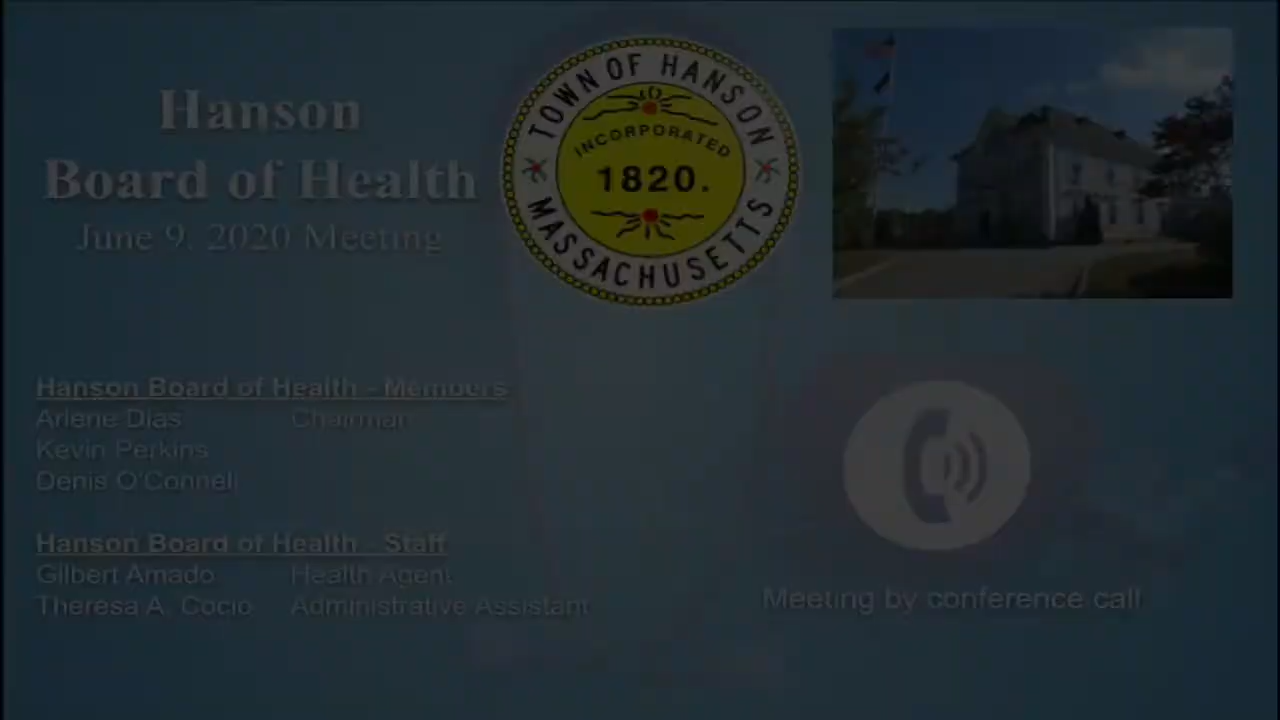 Hanson
Board of Health
June 9, 2020 Meeting
TOWN OF HANSON
INCORPORATED
1820.
MASSACHUSETTS
Hanson Board of Health - Members
Arlene Dias Chairman
Kevin Perkins
Denis O'Connell
Hanson Board of Health - Staff
Gilbert Amado Health Agent
Theresa A. Cocio Administrative Assistant
Meeting by conference call